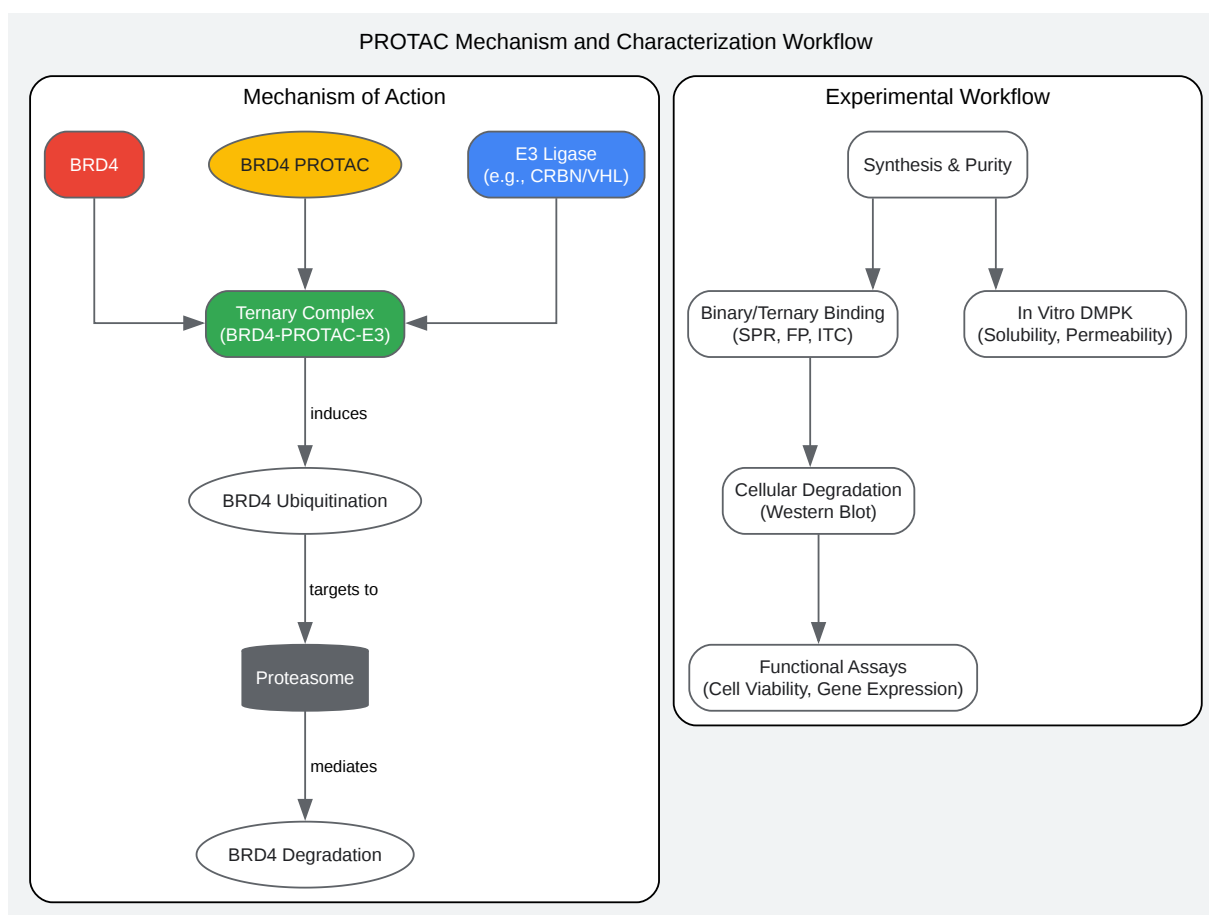 PROTAC Mechanism and Characterization Workflow
Mechanism of Action
BRD4
BRD4 PROTAC
E3 Ligase
(e.g., CRBN/VHL)
Ternary Complex
(BRD4-PROTAC-E3)
induces
BRD4 Ubiquitination
targets to
Proteasome
mediates
BRD4 Degradation
Experimental Workflow
Synthesis & Purity
Binary/Ternary Binding
(SPR, FP, ITC)
In Vitro DMPK
(Solubility, Permeability)
Cellular Degradation
(Western Blot)
Functional Assays
(Cell Viability, Gene Expression)